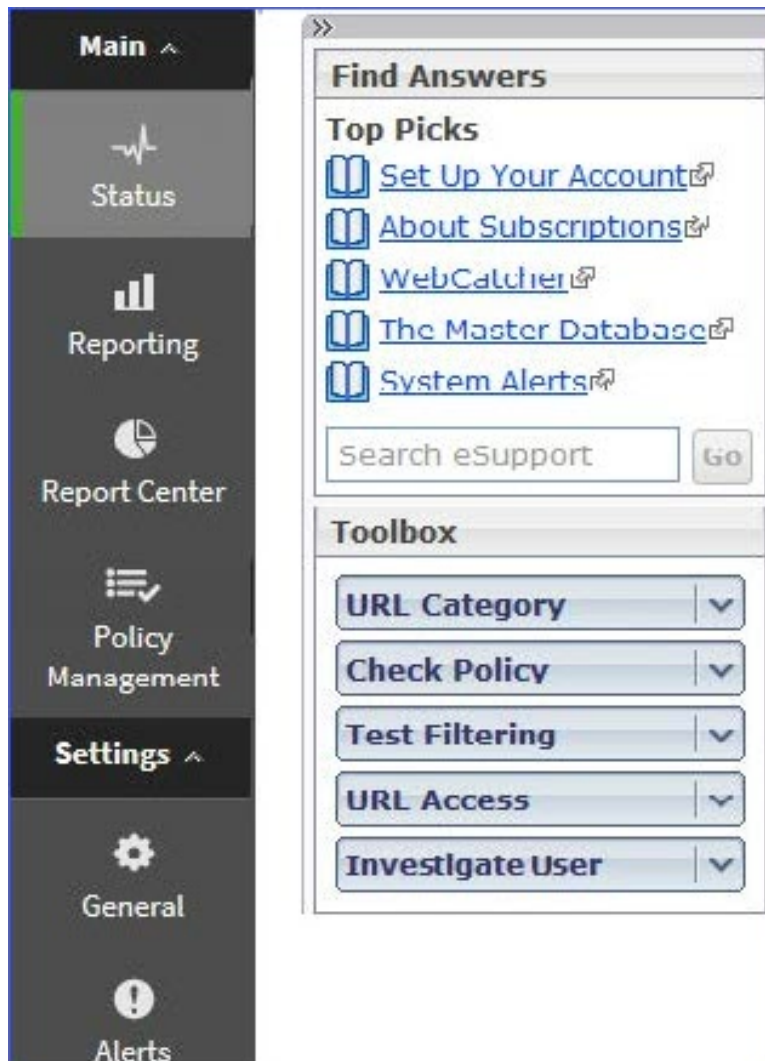 Main
Status
Reporting
Report Center
Policy
Management
Settings
General
Alerts
Find Answers
Top Picks
Set Up Your Account
About Subscriptions
WebCatcher
The Master Database
System Alerts
Search eSupport
Go
Toolbox
URL Category
Check Policy
Test Filtering
URL Access
Investigate User